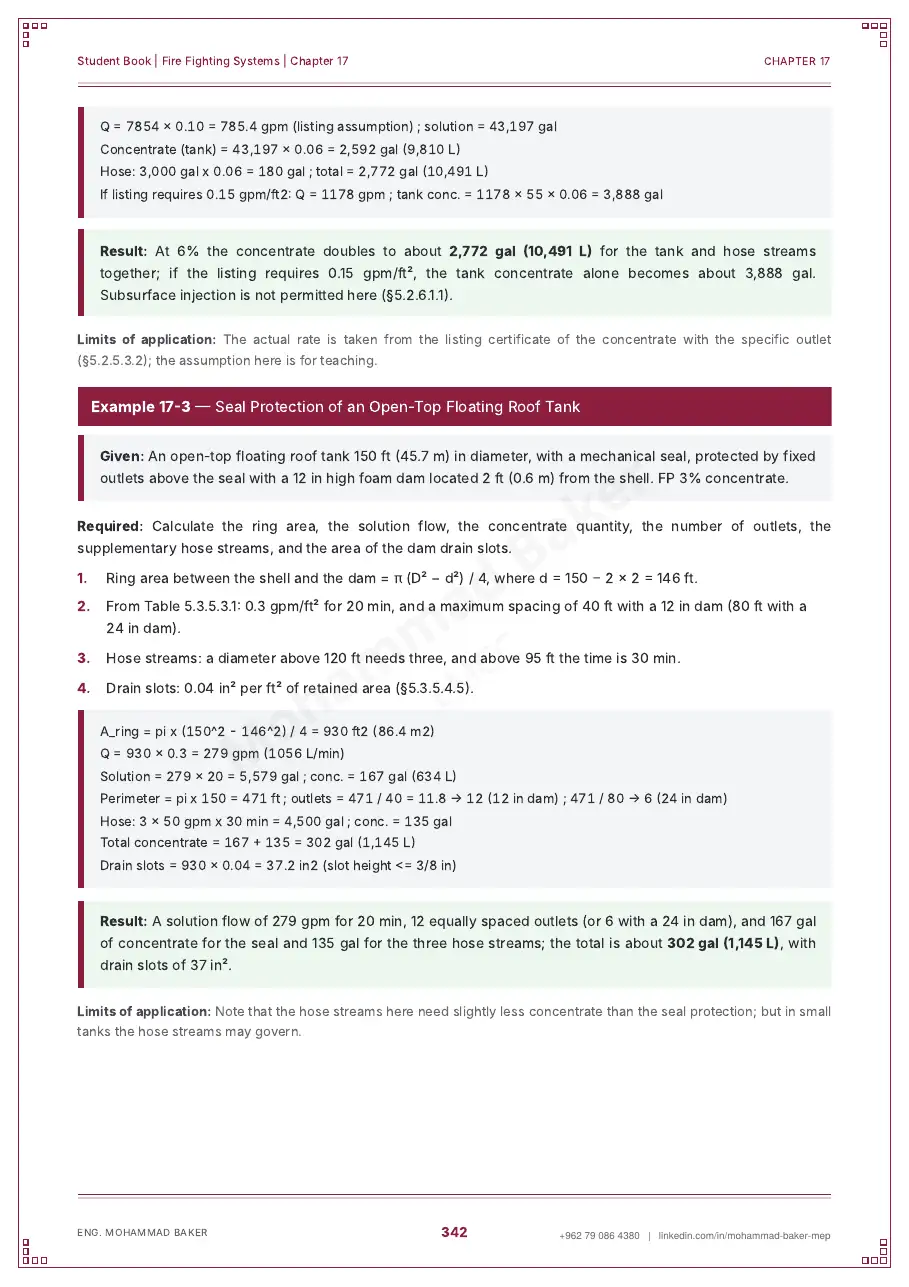 Student Book | Fire Fighting Systems | Chapter 17
CHAPTER 17
Q = 7854 × 0.10 = 785.4 gpm (listing assumption) ; solution = 43,197 gal
Concentrate (tank) = 43,197 × 0.06 = 2,592 gal (9,810 L)
Hose: 3,000 gal x 0.06 = 180 gal ; total = 2,772 gal (10,491 L)
If listing requires 0.15 gpm/ft2: Q = 1178 gpm ; tank conc. = 1178 × 55 × 0.06 = 3,888 gal
Result: At 6% the concentrate doubles to about 2,772 gal (10,491 L) for the tank and hose streams
together; if the listing requires 0.15 gpm/ft², the tank concentrate alone becomes about 3,888 gal.
Subsurface injection is not permitted here (§5.2.6.1.1).
Limits of application: The actual rate is taken from the listing certificate of the concentrate with the specific outlet
(§5.2.5.3.2); the assumption here is for teaching.
Example 17-3 — Seal Protection of an Open-Top Floating Roof Tank
Given: An open-top floating roof tank 150 ft (45.7 m) in diameter, with a mechanical seal, protected by fixed
outlets above the seal with a 12 in high foam dam located 2 ft (0.6 m) from the shell. FP 3% concentrate.
Required: Calculate the ring area, the solution flow, the concentrate quantity, the number of outlets, the
supplementary hose streams, and the area of the dam drain slots.
1. Ring area between the shell and the dam = π (D² − d²) / 4, where d = 150 − 2 × 2 = 146 ft.
2. From Table 5.3.5.3.1: 0.3 gpm/ft² for 20 min, and a maximum spacing of 40 ft with a 12 in dam (80 ft with a
24 in dam).
3. Hose streams: a diameter above 120 ft needs three, and above 95 ft the time is 30 min.
4. Drain slots: 0.04 in² per ft² of retained area (§5.3.5.4.5).
A_ring = pi x (150^2 - 146^2) / 4 = 930 ft2 (86.4 m2)
Q = 930 × 0.3 = 279 gpm (1056 L/min)
Solution = 279 × 20 = 5,579 gal ; conc. = 167 gal (634 L)
Perimeter = pi x 150 = 471 ft ; outlets = 471 / 40 = 11.8 → 12 (12 in dam) ; 471 / 80 → 6 (24 in dam)
Hose: 3 × 50 gpm x 30 min = 4,500 gal ; conc. = 135 gal
Total concentrate = 167 + 135 = 302 gal (1,145 L)
Drain slots = 930 × 0.04 = 37.2 in2 (slot height <= 3/8 in)
Result: A solution flow of 279 gpm for 20 min, 12 equally spaced outlets (or 6 with a 24 in dam), and 167 gal
of concentrate for the seal and 135 gal for the three hose streams; the total is about 302 gal (1,145 L), with
drain slots of 37 in².
Limits of application: Note that the hose streams here need slightly less concentrate than the seal protection; but in small
tanks the hose streams may govern.
Mohammad Baker
ENG. MOHAMMAD BAKER
342
+962 79 086 4380 | linkedin.com/in/mohammad-baker-mep